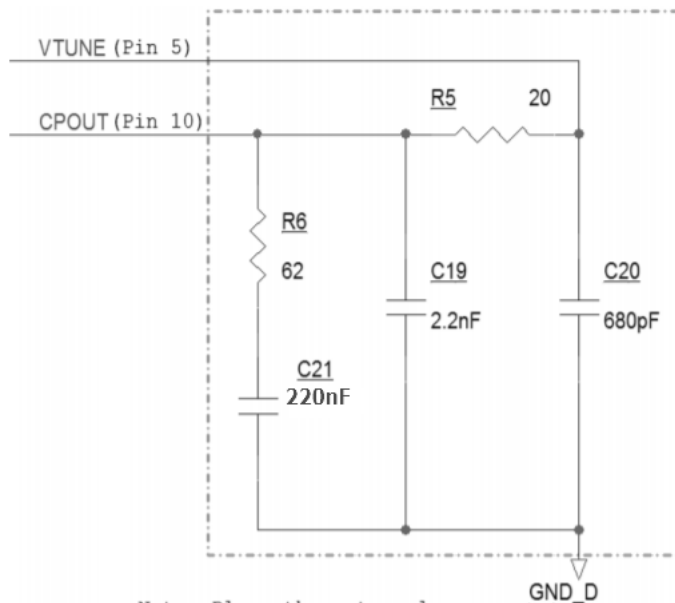 VTUNE (Pin 5)
R5 20
CPOUT (Pin 10)
R6
62
C19
2.2nF
C20
680pF
C21
220nF
GND_D